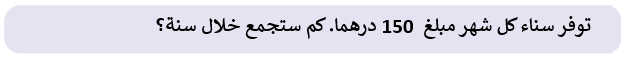 توفر سناء كل شهر مبلغ 150 درهما. كم ستجمع خلال سنة؟